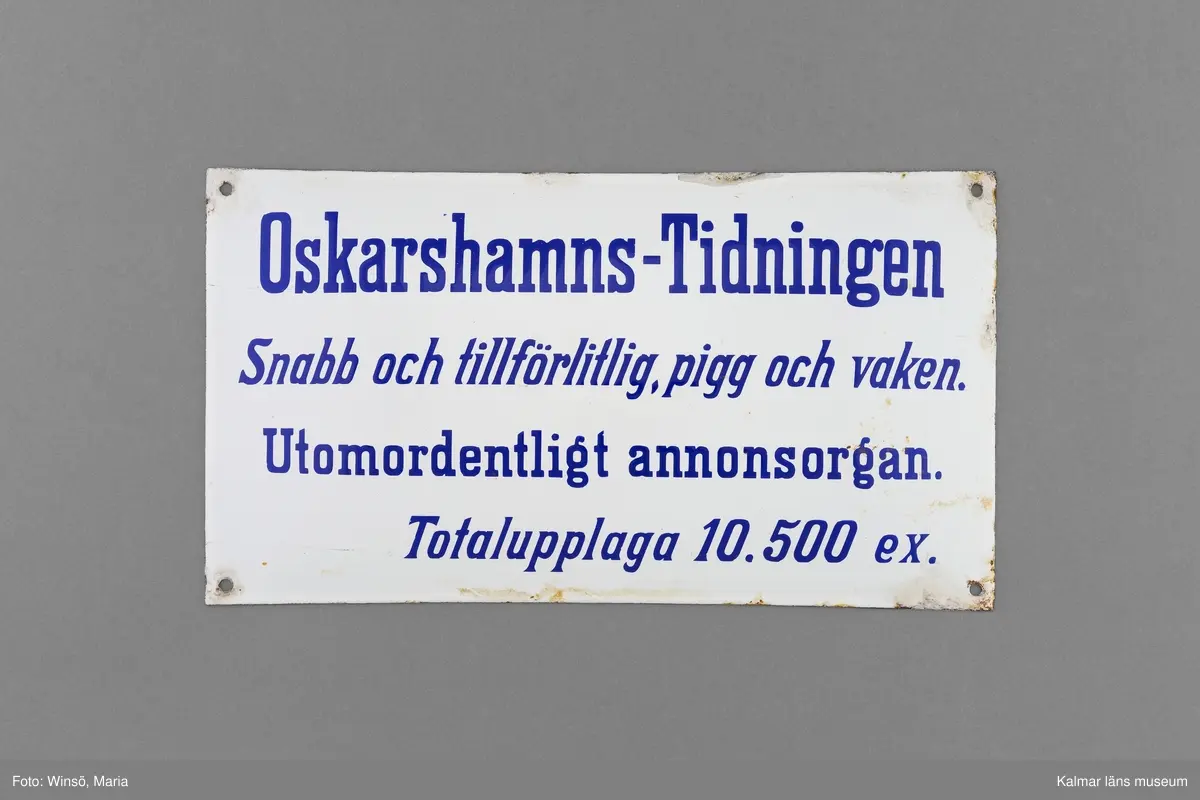 Oskarshamns-Tidningen
Snabb och tillförlitlig, pigg och vaken.
Utomordentligt annonsorgan.
Totalupplaga 10.500 ex.
Foto: Winsö, Maria
Kalmar läns museum